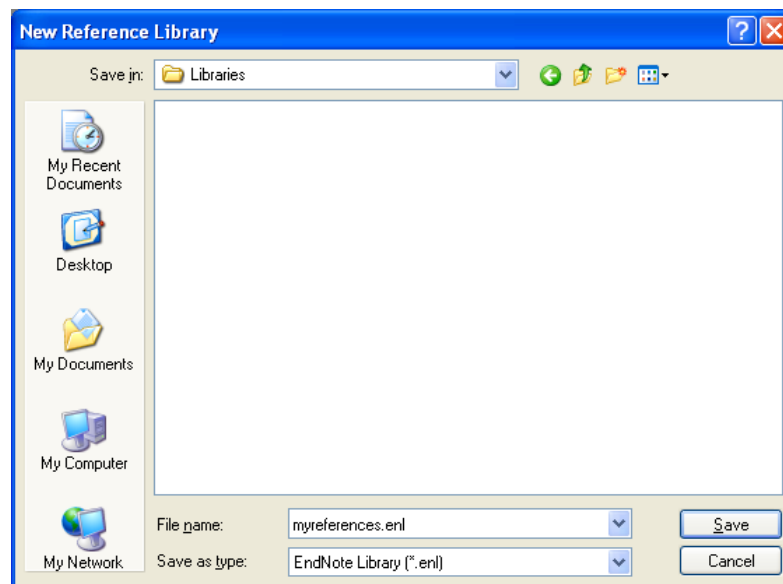 New Reference Library
Save in: Libraries
My Recent
Documents
Desktop
My Documents
My Computer
My Network
File name: myreferences.enl Save
Save as type: EndNote Library (*.enl) Cancel